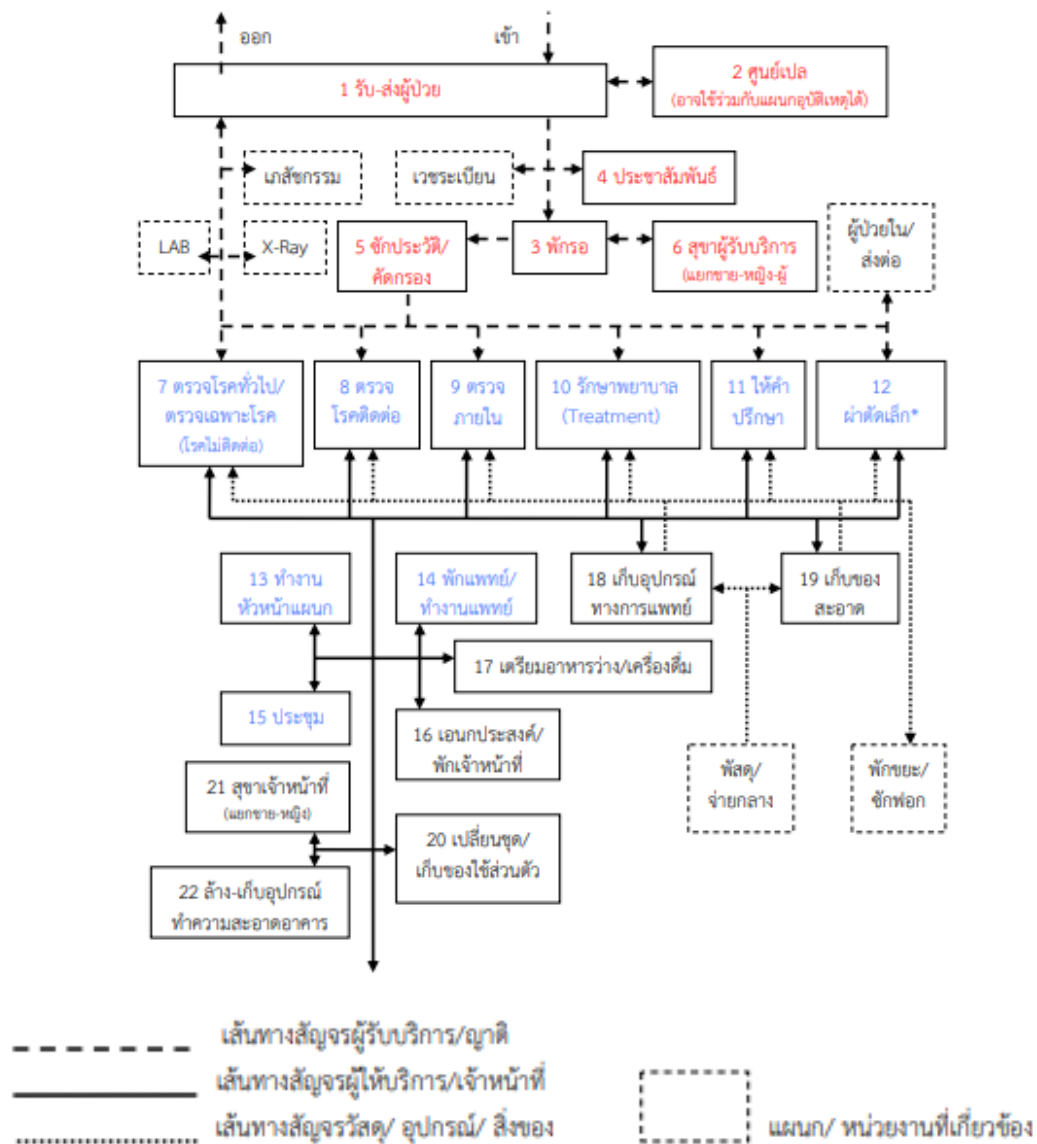 ออก
เข้า
1 รับ-ส่งผู้ป่วย
2 ศูนย์เปล
(อาจใช้ร่วมกับแผนกอุบัติเหตุได้)
เภสัชกรรม
เวชระเบียน
4 ประชาสัมพันธ์
LAB
X-Ray
5 ซักประวัติ/
คัดกรอง
3 พักรอ
6 สุขาผู้รับบริการ
(แยกชาย-หญิง-ผู้
ผู้ป่วยใน/
ส่งต่อ
7 ตรวจโรคทั่วไป/
ตรวจเฉพาะโรค
(โรคไม่ติดต่อ)
8 ตรวจ
โรคติดต่อ
9 ตรวจ
ภายใน
10 รักษาพยาบาล
(Treatment)
11 ให้คำ
ปรึกษา
12
ผ่าตัดเล็ก*
13 ทำงาน
หัวหน้าแผนก
14 พักแพทย์/
ทำงานแพทย์
18 เก็บอุปกรณ์
ทางการแพทย์
19 เก็บของ
สะอาด
17 เตรียมอาหารว่าง/เครื่องดื่ม
15 ประชุม
16 เอนกประสงค์/
พักเจ้าหน้าที่
พัสดุ/
จ่ายกลาง
พักขยะ/
ซักฟอก
21 สุขาเจ้าหน้าที่
(แยกชาย-หญิง)
20 เปลี่ยนชุด/
เก็บของใช้ส่วนตัว
22 ล้าง-เก็บอุปกรณ์
ทำความสะอาดอาคาร
เส้นทางสัญจรผู้รับบริการ/ญาติ
เส้นทางสัญจรผู้ให้บริการ/เจ้าหน้าที่
เส้นทางสัญจรวัสดุ/ อุปกรณ์/ สิ่งของ
แผนก/ หน่วยงานที่เกี่ยวข้อง